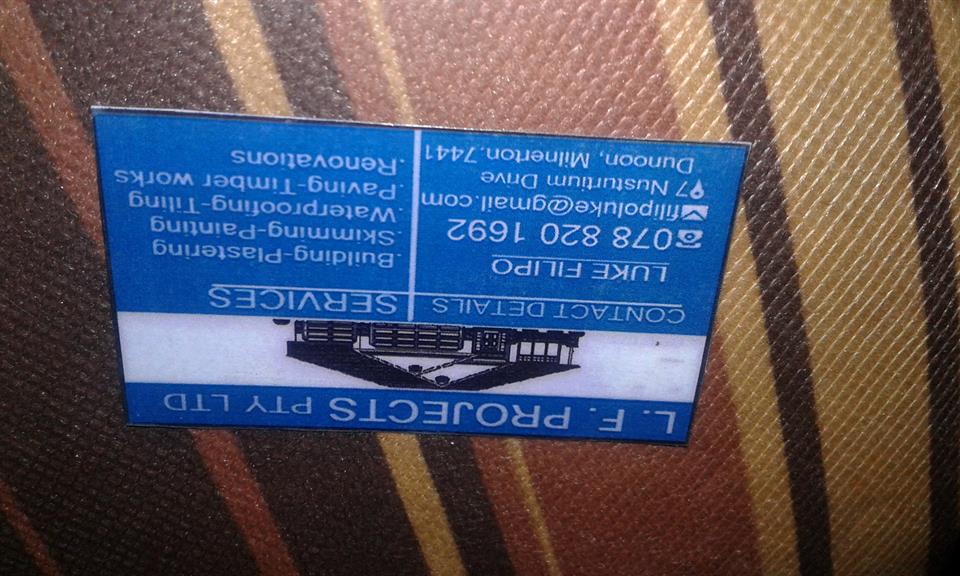 L. F. PROJECTS PTY LTD
CONTACT DETAILS
LUKE FILIPO
078 820 1692
filipoluke@gmail.com
97 Nusturtium Drive
Dunoon, Milnerton.7441
SERVICES
.Building-Plastering
.Skimming-Painting
.Waterproofing-Tiling
.Paving-Timber works
.Renovations